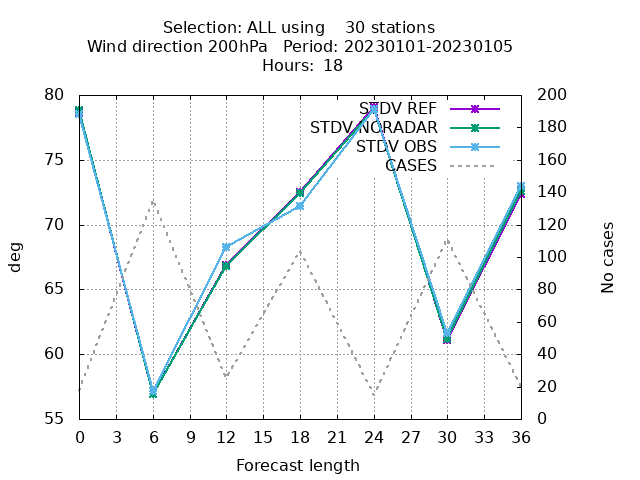 Selection: ALL using    30 stations
Wind direction 200hPa   Period: 20230101-20230105
Hours: 18
80 200
STDV REF
180
STDV NORADAR
STDV OBS
75 160
CASES
140
70 120
deg
No cases
100
65 80
60
60 40
20
55 0
0 3 6 9 12 15 18 21 24 27 30 33 36
Forecast length